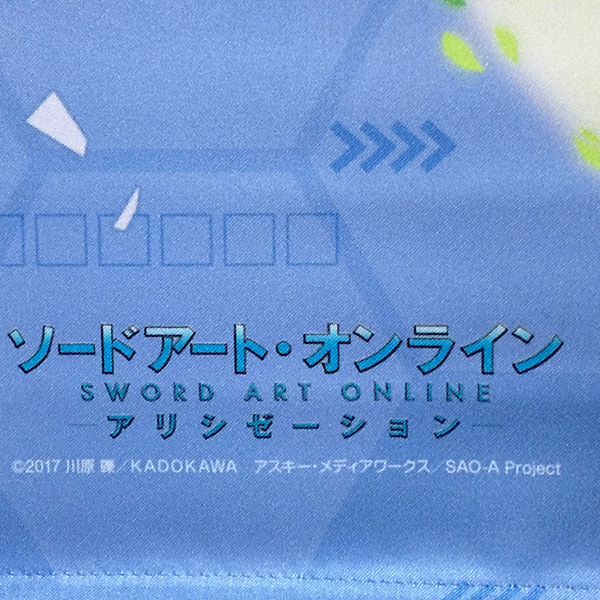 ソードアート・オンライン
SWORD ART ONLINE
アリシゼーション
©2017 川原 礫／KADOKAWA アスキー・メディアワークス／SAO-A Project